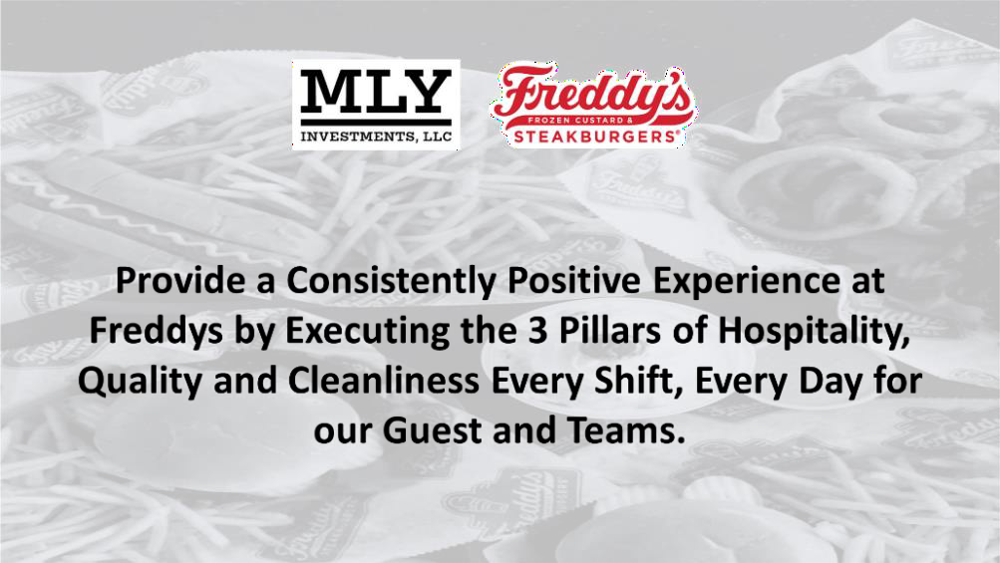 MLY
INVESTMENTS, LLC
Freddy's
FROZEN CUSTARD &
STEAKBURGERS®
Provide a Consistently Positive Experience at
Freddys by Executing the 3 Pillars of Hospitality,
Quality and Cleanliness Every Shift, Every Day for
our Guest and Teams.